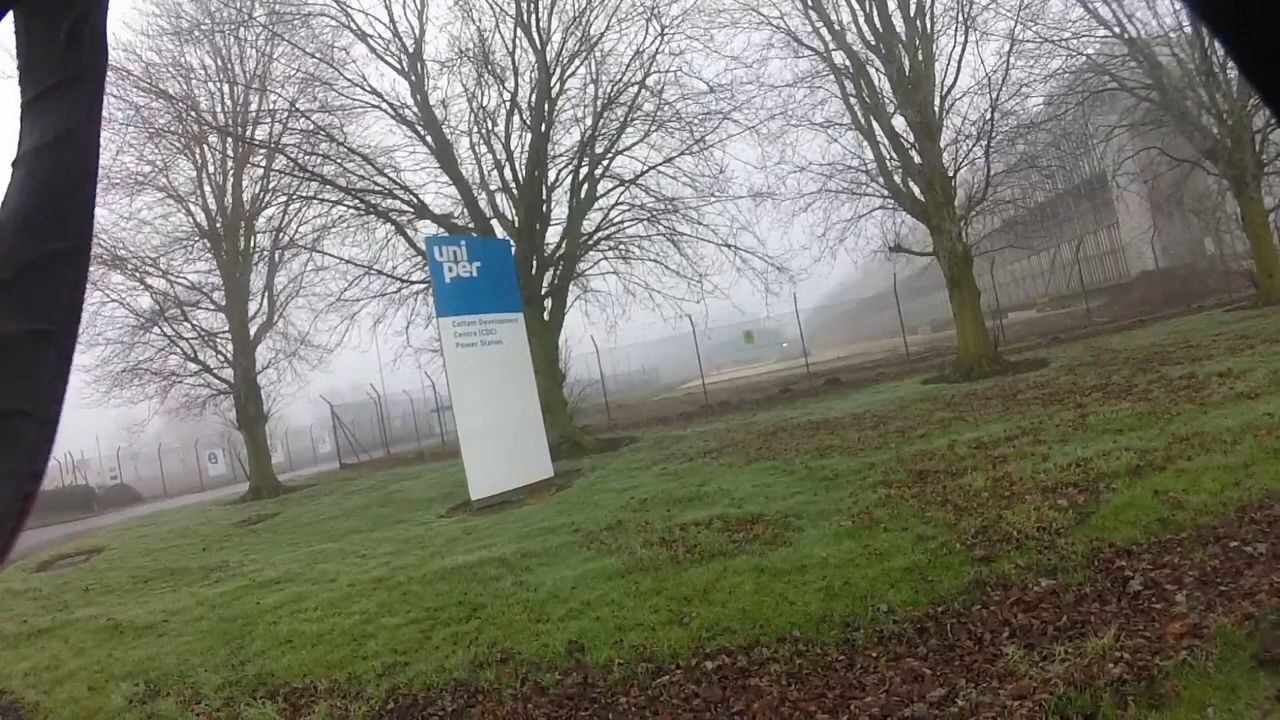 uni
per
Cottam Development
Centre (CDC)
Power Station